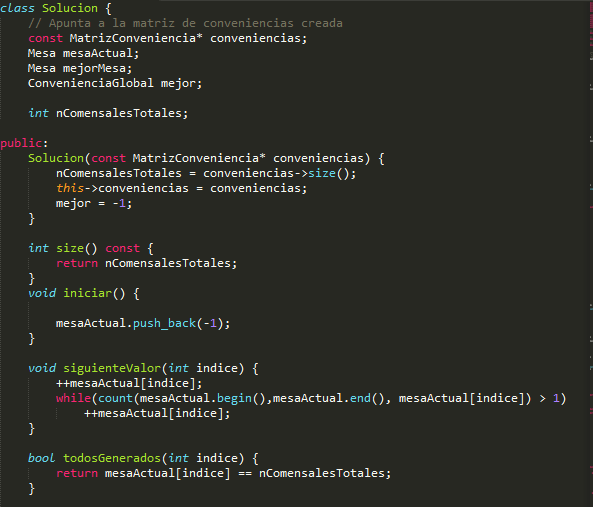 class Solucion {
// Apunta a la matriz de conveniencias creada
const MatrizConveniencia* conveniencias;
Mesa mesaActual;
Mesa mejorMesa;
ConvenienciaGlobal mejor;
int nComensalesTotales;
public:
Solucion(const MatrizConveniencia* conveniencias) {
nComensalesTotales = conveniencias->size();
this->conveniencias = conveniencias;
mejor = -1;
}
int size() const {
return nComensalesTotales;
}
void iniciar() {
mesaActual.push_back(-1);
}
void siguienteValor(int indice) {
++mesaActual[indice];
while(count(mesaActual.begin(),mesaActual.end(), mesaActual[indice]) > 1)
++mesaActual[indice];
}
bool todosGenerados(int indice) {
return mesaActual[indice] == nComensalesTotales;
}